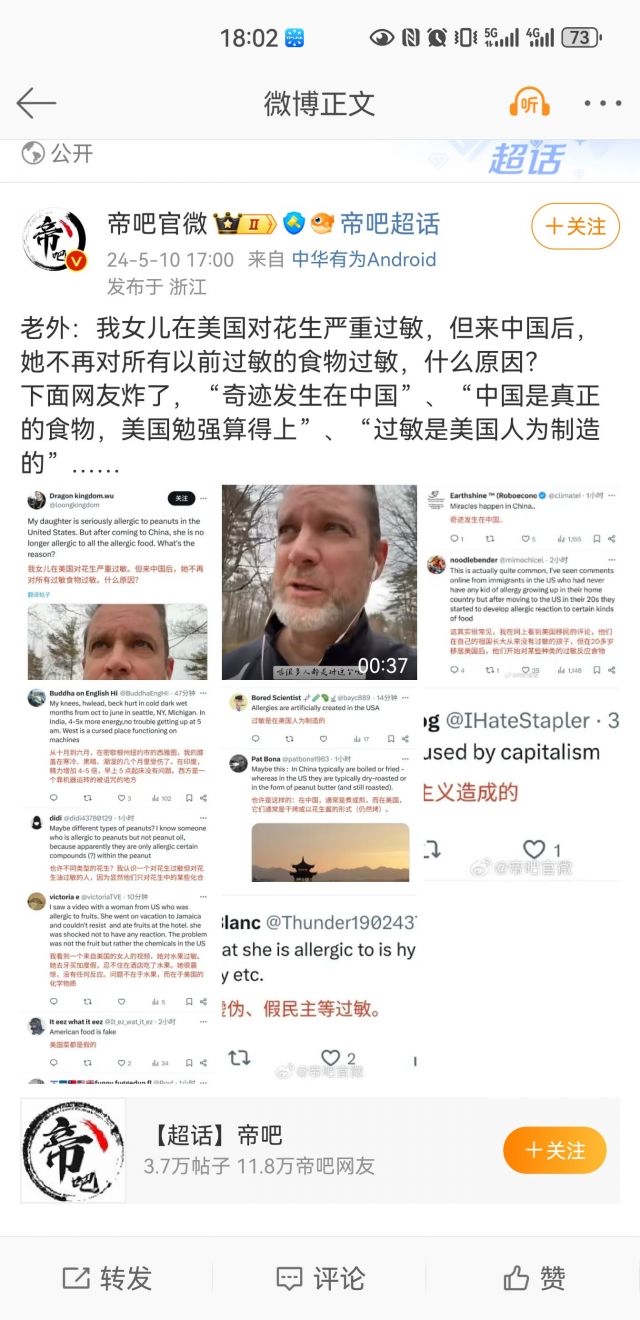 18:02
5G
4G
73
微博正文
听
公开
超话
帝吧官微 II 帝吧超话
+关注
24-5-10 17:00 来自 中华有为Android
发布于 浙江
老外：我女儿在美国对花生严重过敏，但来中国后，
她不再对所有以前过敏的食物过敏，什么原因？
下面网友炸了，“奇迹发生在中国”、“中国是真正
的食物，美国勉强算得上”、“过敏是美国人为制造
的”……
Dragon kingdom.wu
@loongkingdom
关注
My daughter is seriously allergic to peanuts in the
United States. But after coming to China, she is no
longer allergic to all the allergic food. What's the
reason?
我女儿在美国对花生严重过敏。但来中国后，她不再
对所有过敏食物过敏。什么原因？
翻译帖子
Buddha on English Hi @BuddhaEngHi · 47分钟
My knees, hwlead, beck hurt in cold dark wet
months from oct to june in seattle, NY, Michigan. In
India, 4-5x more energy,no trouble getting up at 5
am. West is a cursed place functioning on
machines
从十月到六月，在密歇根州纽约市的西雅图，我的膝
盖在寒冷、黑暗、潮湿的几个月里受伤了。在印度，
精力增加 4-5 倍，早上 5 点起床没有问题。西方是一
个靠机器运转的被诅咒的地方
3
102
didi @didi43780129 · 1小时
Maybe different types of peanuts? I know someone
who is allergic to peanuts but not peanut oil,
because apparently they are only allergic certain
compounds (?) within the peanut
也许不同类型的花生？我认识一个对花生过敏但对花
生油过敏的人，因为显然他们只对花生中的某些化合
victoria e @victoriaTVE · 10分钟
I saw a video with a woman from US who was
allergic to fruits. She went on vacation to Jamaica
and couldn't resist and ate fruits at the hotel. she
was shocked not to have any reaction. The problem
was not the fruit but rather the chemicals in the US
我看到一个来自美国的女人的视频，她对水果过敏。
她去牙买加度假，忍不住在酒店吃了水果。她很震
惊，没有任何反应。问题不在于水果，而在于美国的
化学物质
5
It eez what it eez @It_ez_wat_it_ez · 2小时
American food is fake
美国菜都是假的
2
34
00:37
Bored Scientist @bayc889 · 14分钟
Allergies are artificially created in the USA
过敏是在美国人为制造的
17
Pat Bona @patbona1963 · 1小时
Maybe this : In China typically are boiled or fried -
whereas in the US they are typically dry-roasted or
in the form of peanut butter (and still roasted).
也许是这样的：在中国，通常是煮或煎，而在美国，
它们通常是干烤或以花生酱的形式（仍然烤）。
lanc @Thunder190243
at she is allergic to is hy
y etc.
伪、假民主等过敏。
2
@帝吧官微
Earthshine ™ (Roboeconc @climatel · 1小时
Miracles happen in China..
奇迹发生在中国..
1
5
1,165
noodlebender @mimochicel · 2小时
This is actually quite common, I've seen comments
online from immigrants in the US who had never
have any kid of allergy growing up in their home
country but after moving to the US in their 20s they
started to develop allergic reaction to certain kinds
of food
这其实很常见，我在网上看到美国移民的评论，他们
在自己的祖国长大从来没有过敏的孩子，但在20多岁
移居美国后，他们开始对某些种类的过敏反应食物
4
1
35
1,148
og @IHateStapler · 3
used by capitalism
主义造成的
1
@帝吧官微
【超话】帝吧
3.7万帖子 11.8万帝吧网友
+关注
转发
评论
赞